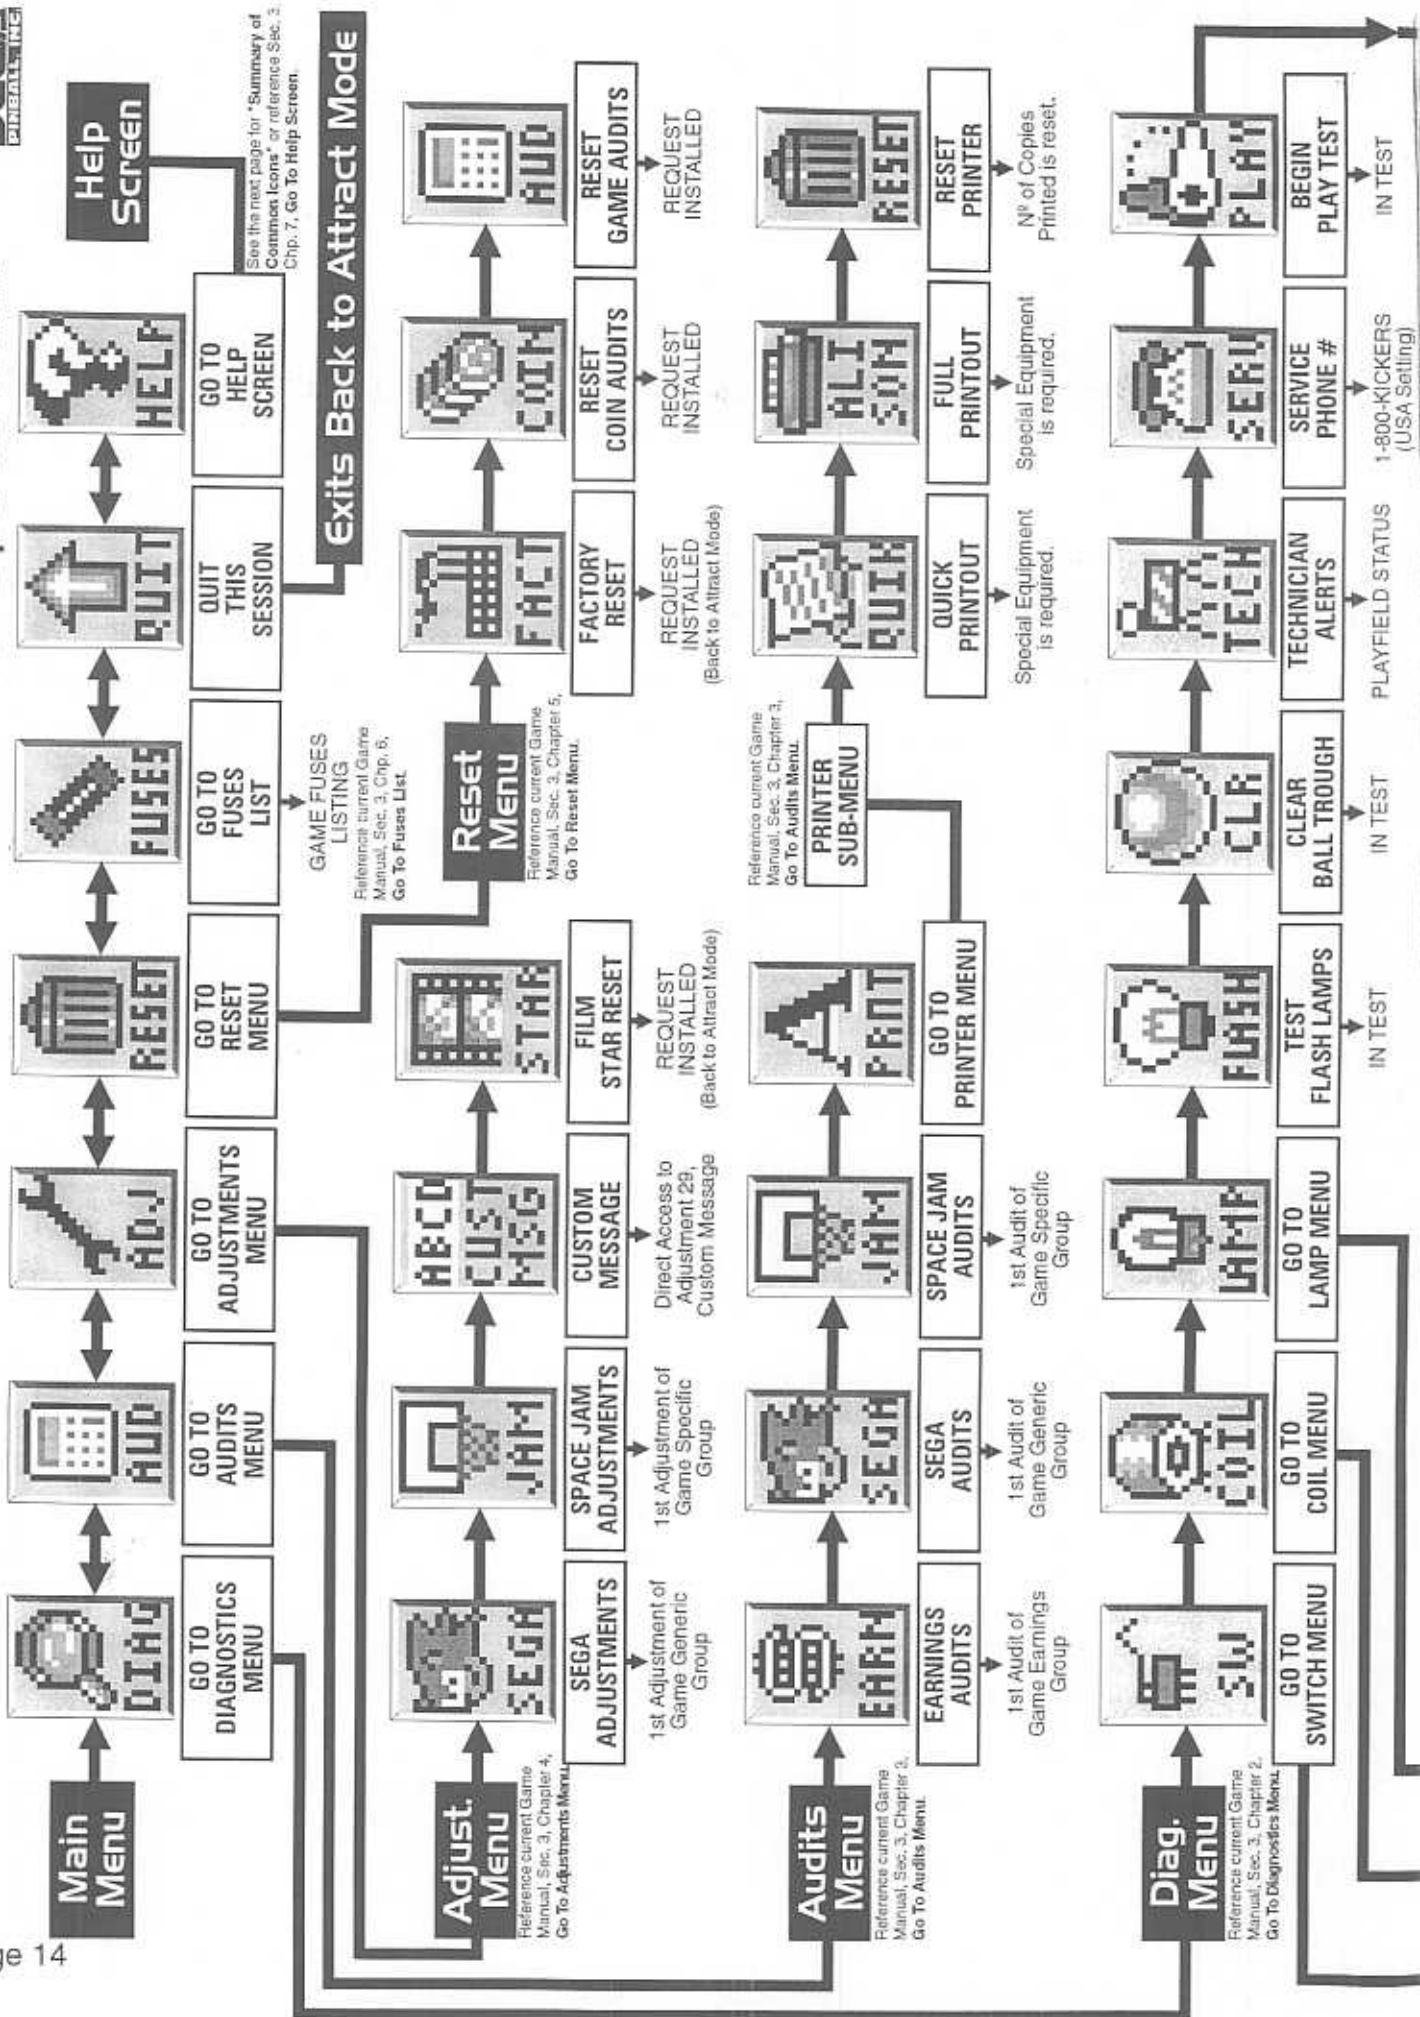 PINBALL, INC.
ge 14
Main
Menu
DIAG
AUD
ADJ
RESET
FUSES
QUIT
HELP
Help
Screen
GO TO
DIAGNOSTICS
MENU
GO TO
AUDITS
MENU
GO TO
ADJUSTMENTS
MENU
GO TO
RESET
MENU
GO TO
FUSES
LIST
QUIT
THIS
SESSION
GO TO
HELP
SCREEN
See the next page for "Summary of
Common Icons" or reference Sec. 3
Chp. 7, Go To Help Screen.
GAME FUSES
LISTING
Reference current Game
Manual, Sec. 3, Chp. 6,
Go To Fuses List.
Exits Back to Attract Mode
Adjust.
Menu
Reference current Game
Manual, Sec. 3, Chapter 4,
Go To Adjustments Menu.
SEGA
JAM
ABCD
CUST
MSG
STAR
SEGA
ADJUSTMENTS
SPACE JAM
ADJUSTMENTS
CUSTOM
MESSAGE
FILM
STAR RESET
1st Adjustment of
Game Generic
Group
1st Adjustment of
Game Specific
Group
Direct Access to
Adjustment 29,
Custom Message
REQUEST
INSTALLED
(Back to Attract Mode)
Reset
Menu
Reference current Game
Manual, Sec. 3, Chapter 5,
Go To Reset Menu.
FACT
COIN
AUD
FACTORY
RESET
RESET
COIN AUDITS
RESET
GAME AUDITS
REQUEST
INSTALLED
(Back to Attract Mode)
REQUEST
INSTALLED
REQUEST
INSTALLED
Audits
Menu
Reference current Game
Manual, Sec. 3, Chapter 3,
Go To Audits Menu.
EARN
SEGA
JAM
PRNT
EARNINGS
AUDITS
SEGA
AUDITS
SPACE JAM
AUDITS
GO TO
PRINTER MENU
1st Audit of
Game Earnings
Group
1st Audit of
Game Generic
Group
1st Audit of
Game Specific
Group
Reference current Game
Manual, Sec. 3, Chapter 3,
Go To Audits Menu.
PRINTER
SUB-MENU
QUIK
ALI
SON
RESET
QUICK
PRINTOUT
FULL
PRINTOUT
RESET
PRINTER
Special Equipment
is required.
Special Equipment
is required.
Nº of Copies
Printed is reset.
Diag.
Menu
Reference current Game
Manual, Sec. 3, Chapter 2,
Go To Diagnostics Menu.
SW
COIL
LAMP
FLASH
CLR
TECH
SERV
PLAY
GO TO
SWITCH MENU
GO TO
COIL MENU
GO TO
LAMP MENU
TEST
FLASH LAMPS
CLEAR
BALL TROUGH
TECHNICIAN
ALERTS
SERVICE
PHONE #
BEGIN
PLAY TEST
IN TEST
IN TEST
PLAYFIELD STATUS
1-800-KICKERS
(USA Setting)
IN TEST